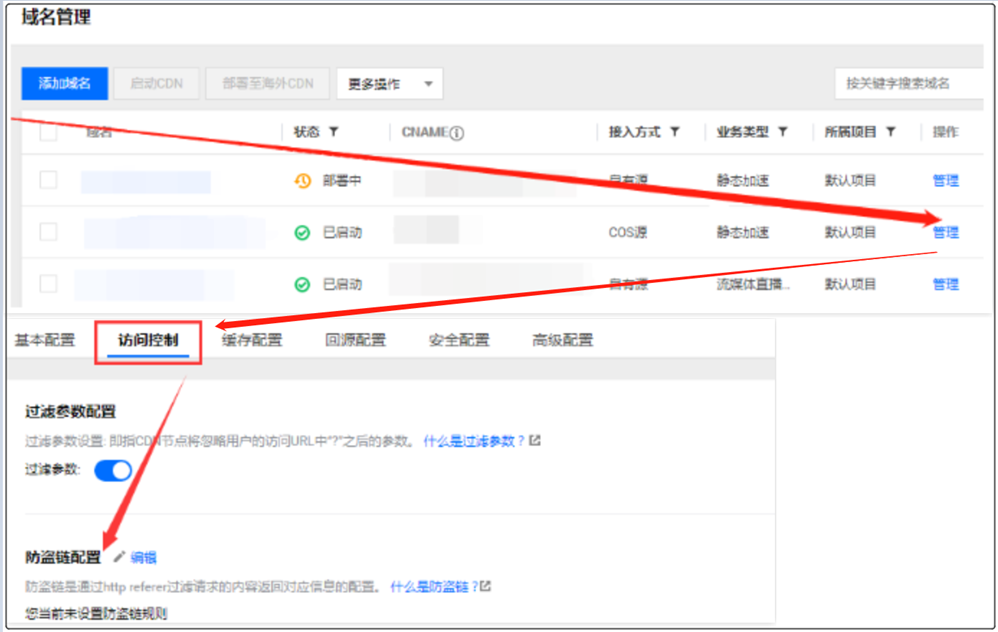 域名管理
添加域名 启动CDN 部署至海外CDN 更多操作 按关键字搜索域名
域名 状态 CNAME 接入方式 业务类型 所属项目 操作
部署中 自有源 静态加速 默认项目 管理
已启动 COS源 静态加速 默认项目 管理
已启动 自有源 流媒体直播... 默认项目 管理
基本配置 访问控制 缓存配置 回源配置 安全配置 高级配置
过滤参数配置
过滤参数设置: 即指CDN节点将忽略用户的访问URL中"?"之后的参数。 什么是过滤参数?
过滤参数:
防盗链配置 编辑
防盗链是通过http referer过滤请求的内容返回对应信息的配置。 什么是防盗链?
您当前未设置防盗链规则